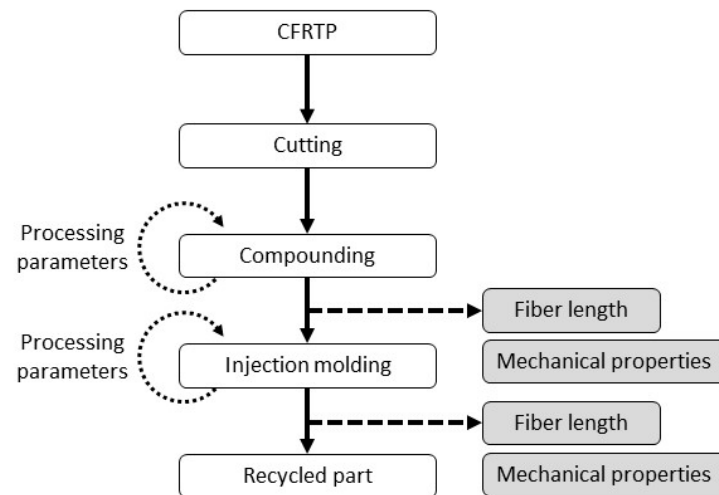 CFRTP
Cutting
Processing
parameters
Compounding
Fiber length
Mechanical properties
Processing
parameters
Injection molding
Fiber length
Mechanical properties
Recycled part